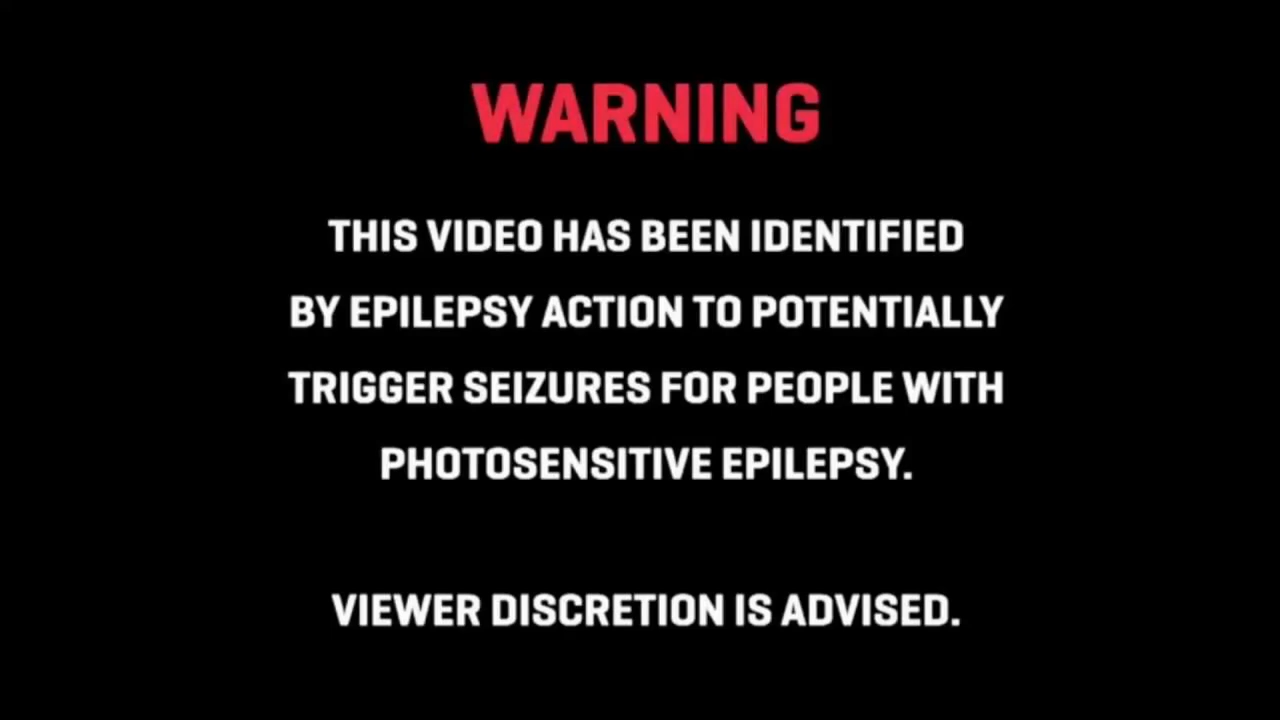 WARNING
THIS VIDEO HAS BEEN IDENTIFIED
BY EPILEPSY ACTION TO POTENTIALLY
TRIGGER SEIZURES FOR PEOPLE WITH
PHOTOSENSITIVE EPILEPSY.
VIEWER DISCRETION IS ADVISED.